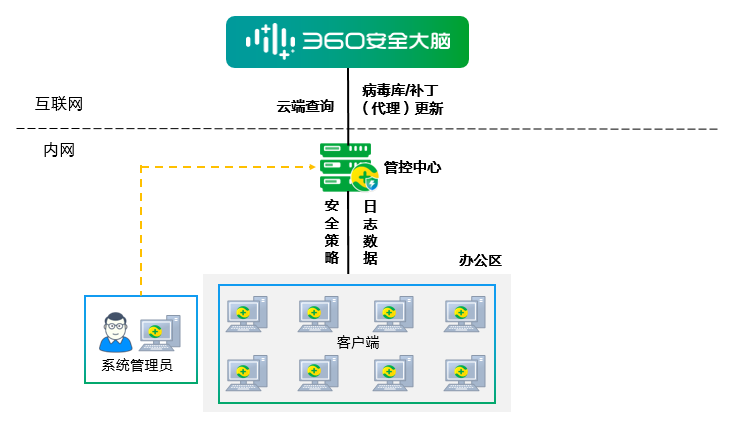 360安全大脑
病毒库/补丁
云端查询
（代理）更新
互联网
内网
管控中心
安全策略
日志数据
办公区
客户端
系统管理员